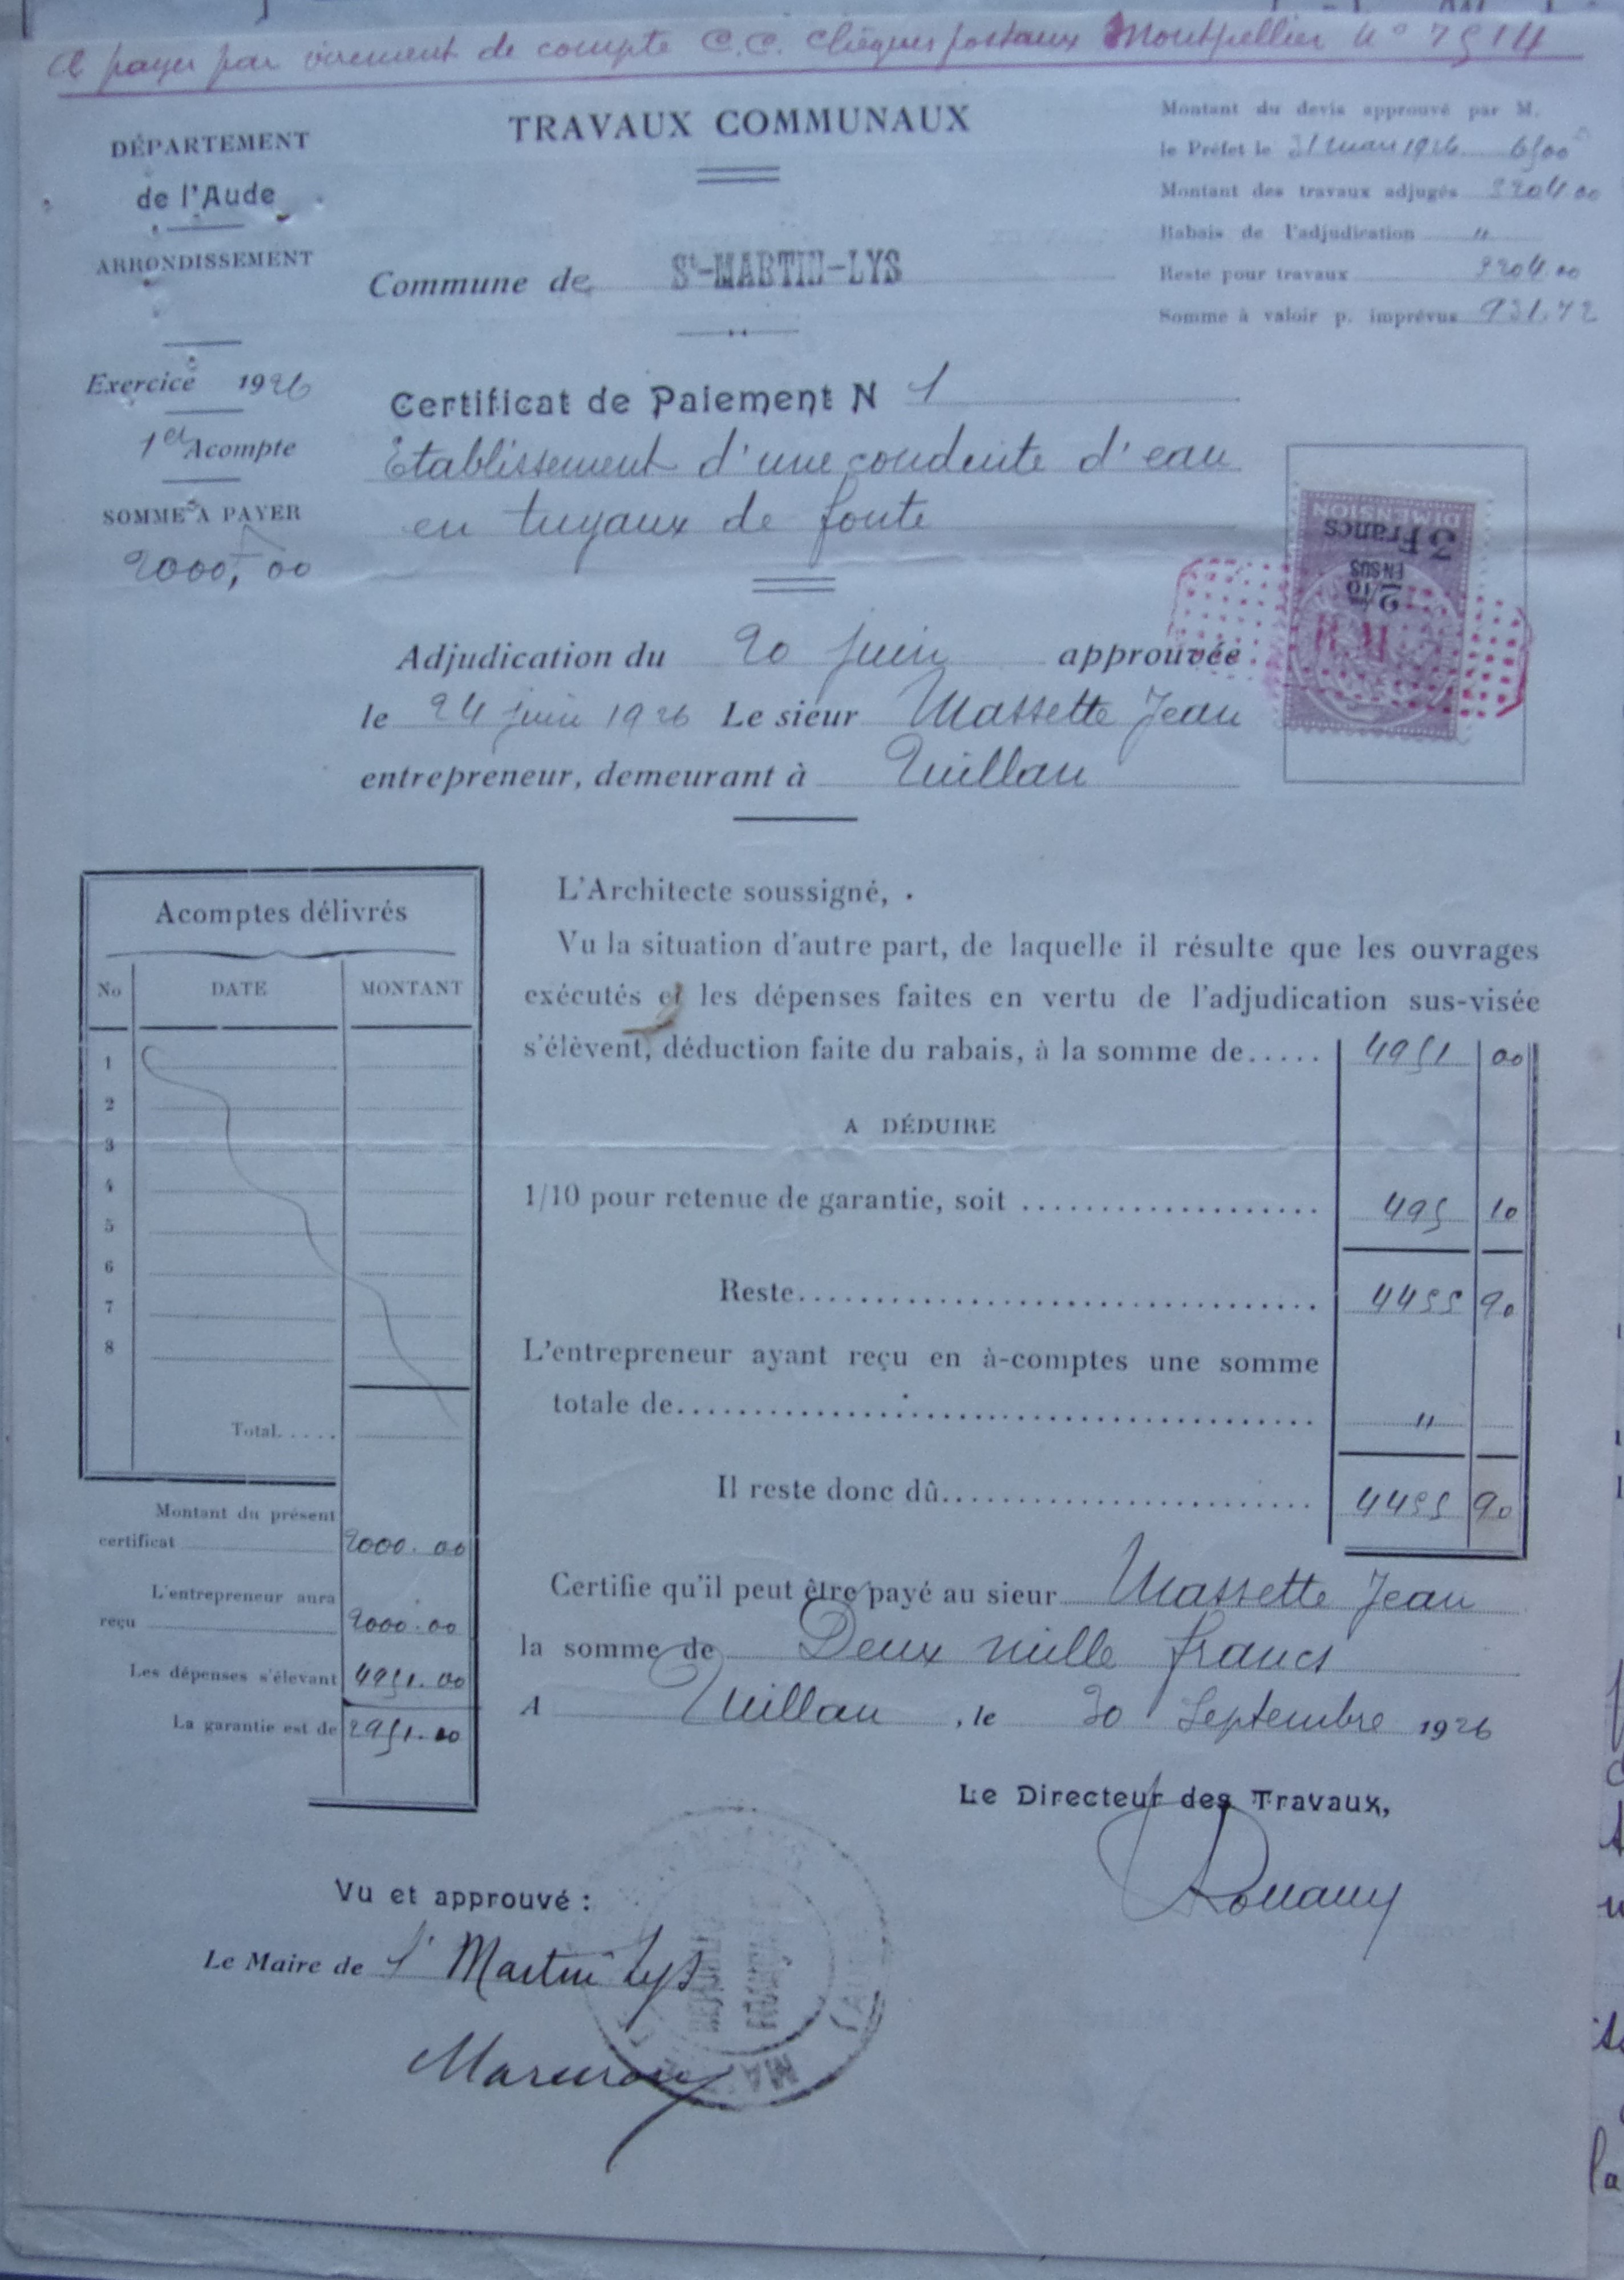 A payer par virement de compte C.C. Chèques postaux Montpellier N° 7514
DÉPARTEMENT
de l'Aude
ARRONDISSEMENT
Exercice 1926
1er Acompte
SOMME A PAYER
2000f,00
TRAVAUX COMMUNAUX
Commune de St-MARTIN-LYS
Montant du devis approuvé par M.
le Préfet le 31 mars 1926 6500
Montant des travaux adjugés 9204 00
Rabais de l'adjudication "
Reste pour travaux 9204.00
Somme à valoir p. imprévus 931.72
Certificat de Paiement N 1
Etablissement d'une conduite d'eau
en tuyaux de fonte
DIMENSION
3 Francs
EN SUS
2/10
Adjudication du 20 juin approuvée
le 24 juin 1926 Le sieur Massette Jean
entrepreneur, demeurant à Quillan
Acomptes délivrés
No DATE MONTANT
1
2
3
4
5
6
7
8
Total.....
Montant du présent
certificat 2000.00
L'entrepreneur aura
reçu 2000.00
Les dépenses s'élevant 4951.00
La garantie est de 2951.00
L'Architecte soussigné,
Vu la situation d'autre part, de laquelle il résulte que les ouvrages
exécutés et les dépenses faites en vertu de l'adjudication sus-visée
s'élèvent, déduction faite du rabais, à la somme de..... 4951 00
A DÉDUIRE
1/10 pour retenue de garantie, soit ................... 495 10
Reste.................................. 4455 90
L'entrepreneur ayant reçu en à-comptes une somme
totale de........................................ "
Il reste donc dû........................ 4455 90
Certifie qu'il peut être payé au sieur Massette Jean
la somme de Deux mille francs
A Quillan, le 30 Septembre 1926
Le Directeur des Travaux,
Vu et approuvé :
Le Maire de St Martin Lys